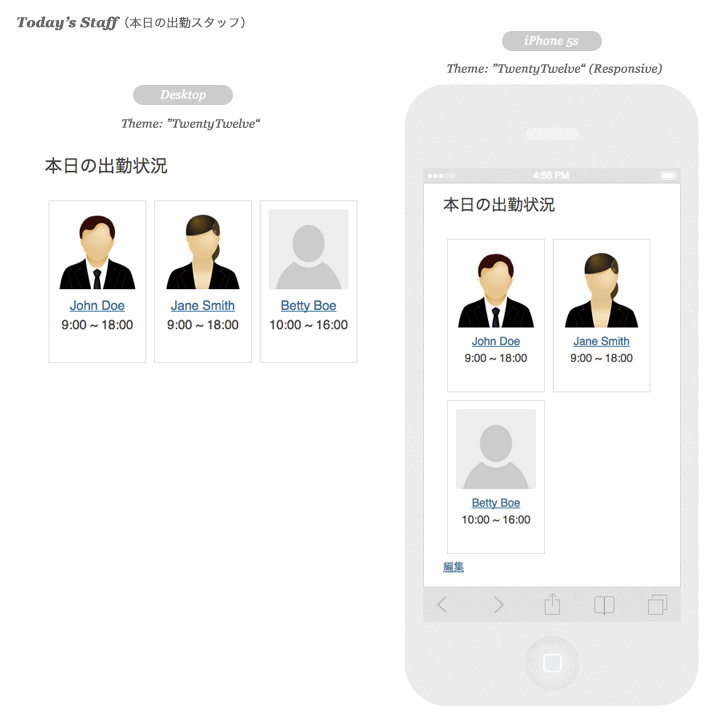 Today's Staff（本日の出勤スタッフ）
Desktop
Theme: ”TwentyTwelve“
本日の出勤状況
John Doe
9:00 ~ 18:00
Jane Smith
9:00 ~ 18:00
Betty Boe
10:00 ~ 16:00
iPhone 5s
Theme: ”TwentyTwelve“ (Responsive)
4:56 PM
本日の出勤状況
John Doe
9:00 ~ 18:00
Jane Smith
9:00 ~ 18:00
Betty Boe
10:00 ~ 16:00
編集